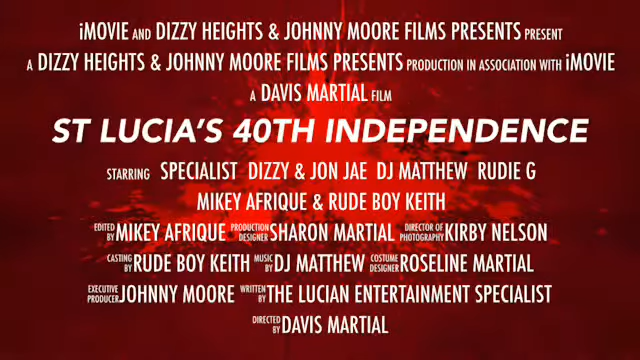 iMOVIE AND DIZZY HEIGHTS & JOHNNY MOORE FILMS PRESENTS PRESENT
A DIZZY HEIGHTS & JOHNNY MOORE FILMS PRESENTS PRODUCTION IN ASSOCIATION WITH iMOVIE
A DAVIS MARTIAL FILM
ST LUCIA'S 40TH INDEPENDENCE
STARRING SPECIALIST DIZZY & JON JAE DJ MATTHEW RUDIE G
MIKEY AFRIQUE & RUDE BOY KEITH
EDITED BY MIKEY AFRIQUE PRODUCTION DESIGNER SHARON MARTIAL DIRECTOR OF PHOTOGRAPHY KIRBY NELSON
CASTING BY RUDE BOY KEITH MUSIC BY DJ MATTHEW COSTUME DESIGNER ROSELINE MARTIAL
EXECUTIVE PRODUCER JOHNNY MOORE WRITTEN BY THE LUCIAN ENTERTAINMENT SPECIALIST
DIRECTED BY DAVIS MARTIAL